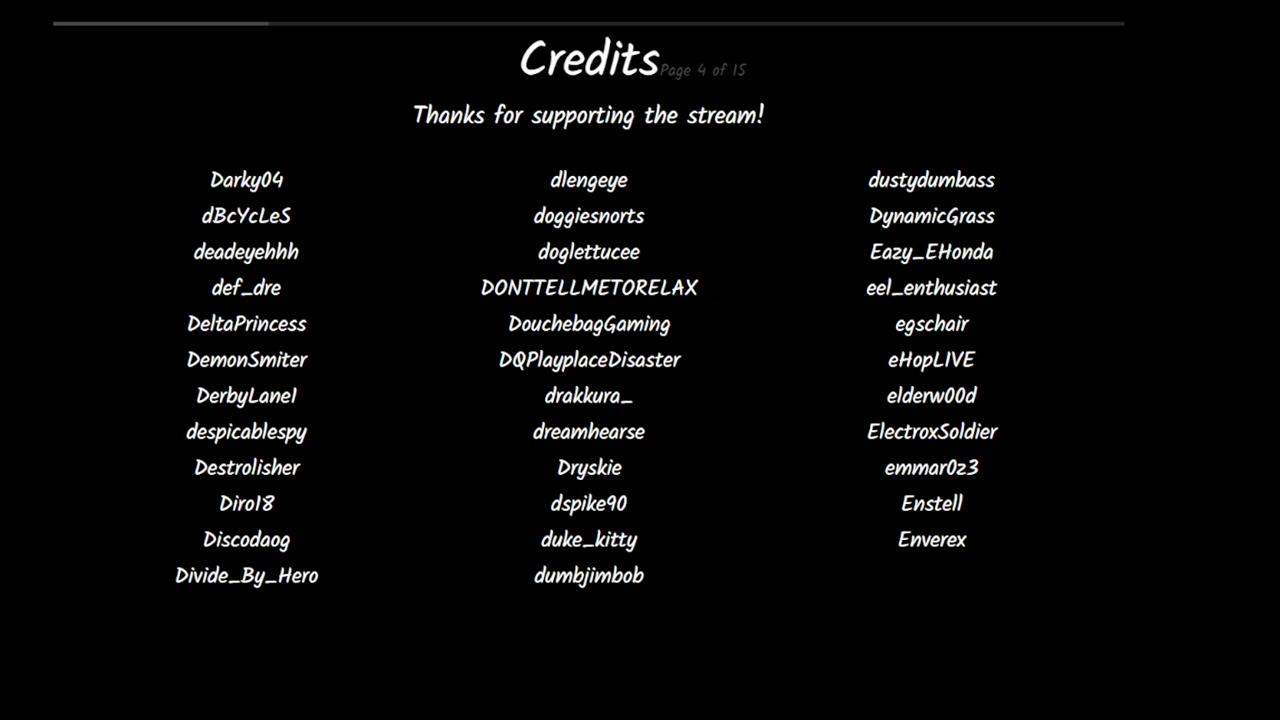 Credits Page 4 of 15
Thanks for supporting the stream!
Darky04
dBcYcLeS
deadeyehhh
def_dre
DeltaPrincess
DemonSmiter
DerbyLane1
despicablespy
Destrolisher
Diro18
Discodaog
Divide_By_Hero
dlengeye
doggiesnorts
doglettucee
DONTTELLMETORELAX
DouchebagGaming
DQPlayplaceDisaster
drakkura_
dreamhearse
Dryskie
dspike90
duke_kitty
dumbjimbob
dustydumbass
DynamicGrass
Eazy_EHonda
eel_enthusiast
egschair
eHopLIVE
elderw00d
ElectroxSoldier
emmar0z3
Enstell
Enverex